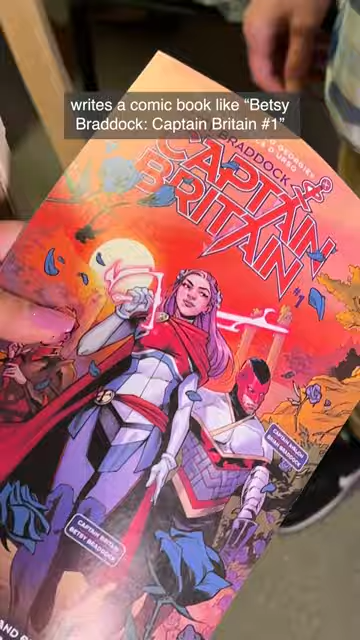 writes a comic book like “Betsy
Braddock: Captain Britain #1”
BRADDOCK
CAPTAIN
BRITAIN
#1
CAPTAIN AVALON
BRIAN BRADDOCK
CAPTAIN BRITAIN
BETSY BRADDOCK
AND